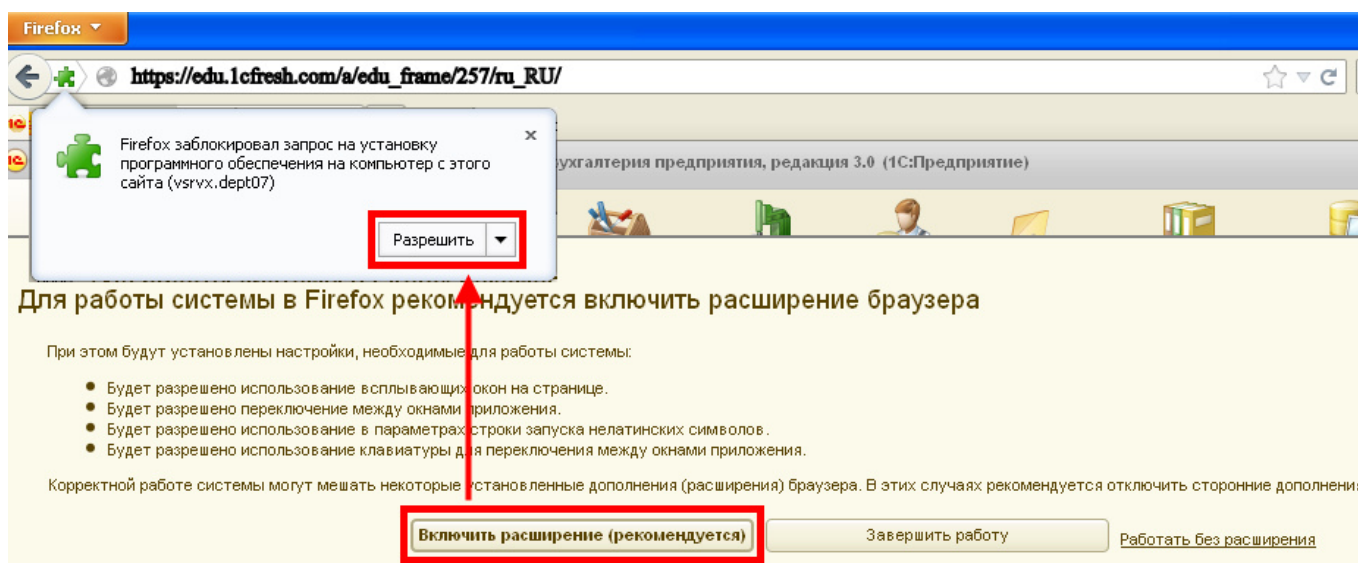 Firefox
https://edu.1cfresh.com/a/edu_frame/257/ru_RU/
Firefox заблокировал запрос на установку
программного обеспечения на компьютер с этого
сайта (vsrvx.dept07)
Разрешить
ухгалтерия предприятия, редакция 3.0 (1С:Предприятие)
Для работы системы в Firefox рекомендуется включить расширение браузера
При этом будут установлены настройки, необходимые для работы системы:
Будет разрешено использование всплывающих окон на странице.
Будет разрешено переключение между окнами приложения.
Будет разрешено использование в параметрах строки запуска нелатинских символов.
Будет разрешено использование клавиатуры для переключения между окнами приложения.
Корректной работе системы могут мешать некоторые установленные дополнения (расширения) браузера. В этих случаях рекомендуется отключить сторонние дополнени
Включить расширение (рекомендуется)
Завершить работу
Работать без расширения